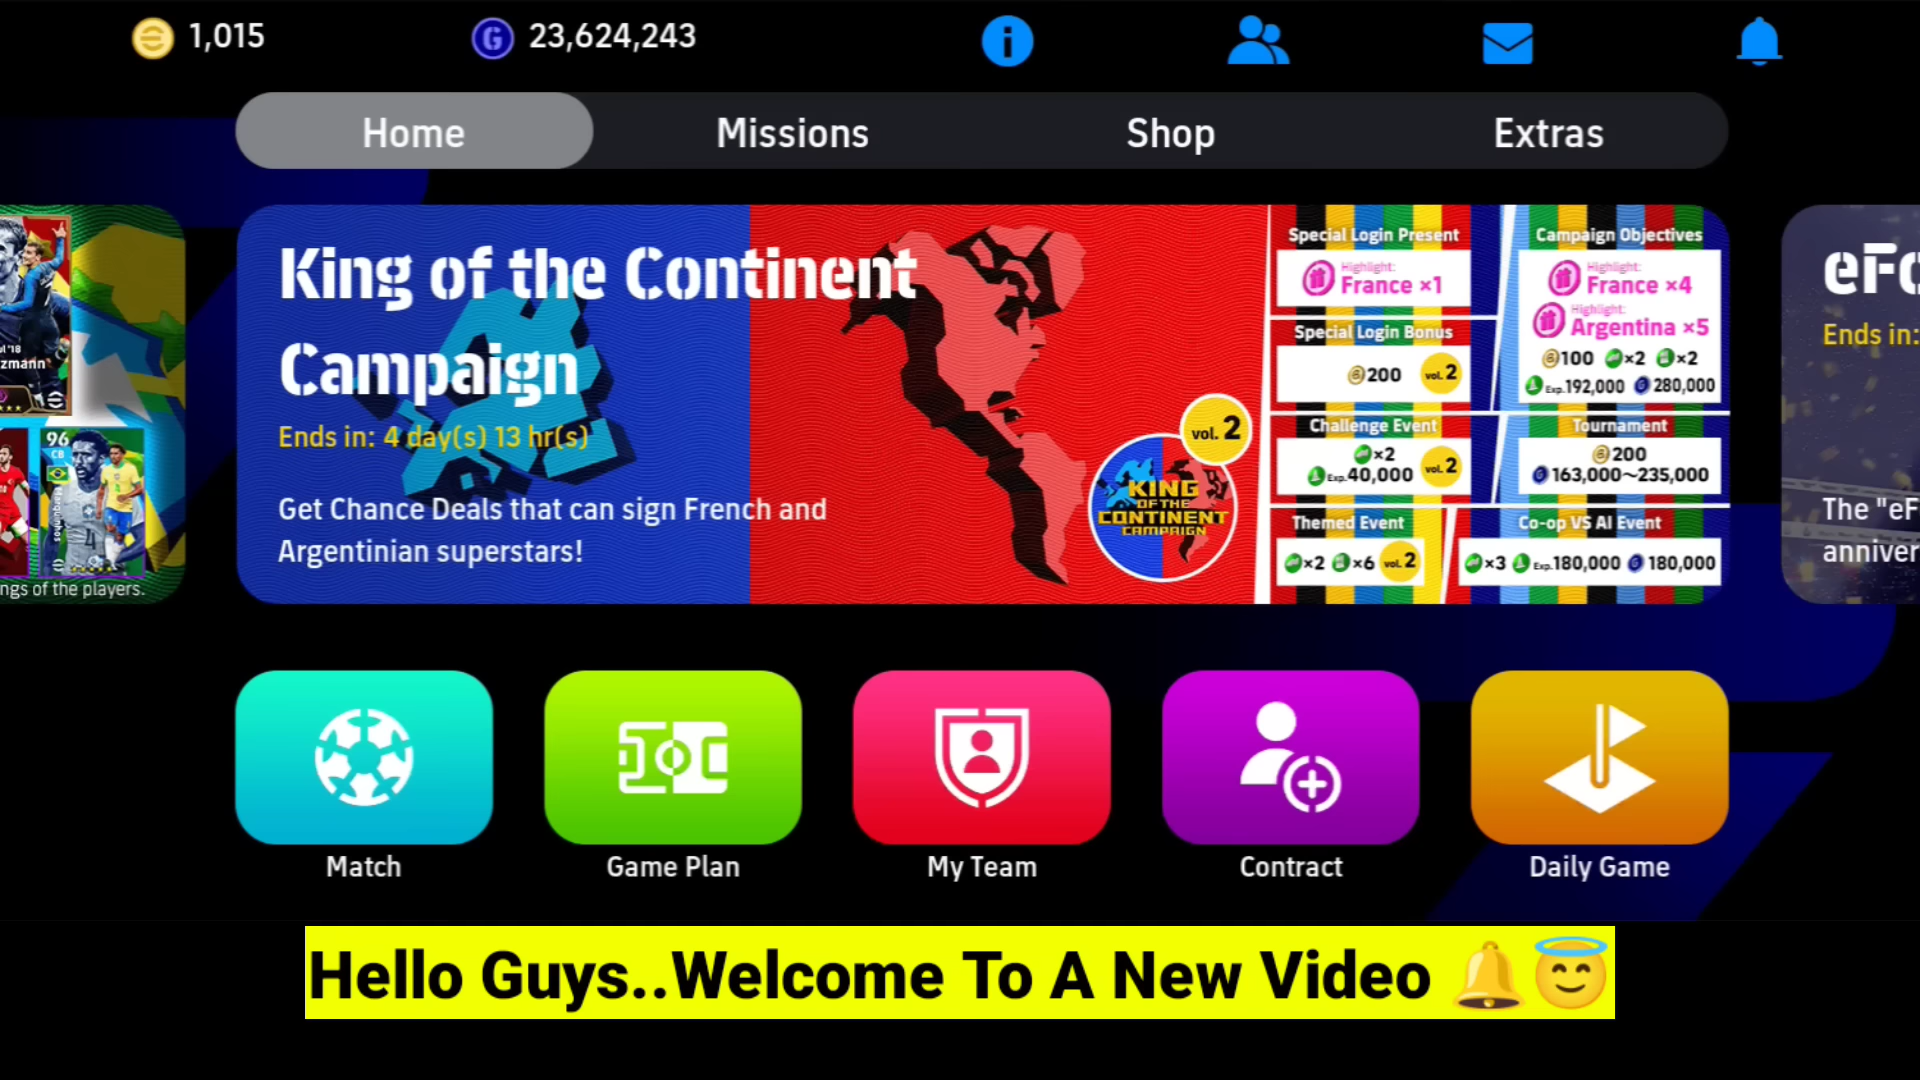 1,015
23,624,243
Home
Missions
Shop
Extras
zmann
96
CB
Marquinhos
ngs of the players.
King of the Continent
Campaign
Ends in: 4 day(s) 13 hr(s)
Get Chance Deals that can sign French and
Argentinian superstars!
vol. 2
KING
OF THE
CONTINENT
CAMPAIGN
Special Login Present
Highlight:
France ×1
Special Login Bonus
200
vol. 2
Challenge Event
×2
Exp.40,000
vol. 2
Themed Event
×2 ×6 vol. 2
Campaign Objectives
Highlight:
France ×4
Highlight:
Argentina ×5
100 ×2 ×2
Exp.192,000 280,000
Tournament
200
163,000~235,000
Co-op VS AI Event
×3 Exp.180,000 180,000
eFo
Ends in:
The "eF
anniver
Match
Game Plan
My Team
Contract
Daily Game
Hello Guys..Welcome To A New Video 🔔😇